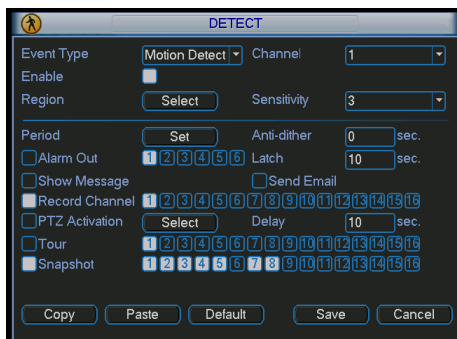 DETECT
Event Type Motion Detect Channel 1
Enable
Region Select Sensitivity 3
Period Set Anti-dither 0 sec.
Alarm Out 1 2 3 4 5 6 Latch 10 sec.
Show Message Send Email
Record Channel 1 2 3 4 5 6 7 8 9 10 11 12 13 14 15 16
PTZ Activation Select Delay 10 sec.
Tour 1 2 3 4 5 6 7 8 9 10 11 12 13 14 15 16
Snapshot 1 2 3 4 5 6 7 8 9 10 11 12 13 14 15 16
Copy Paste Default Save Cancel